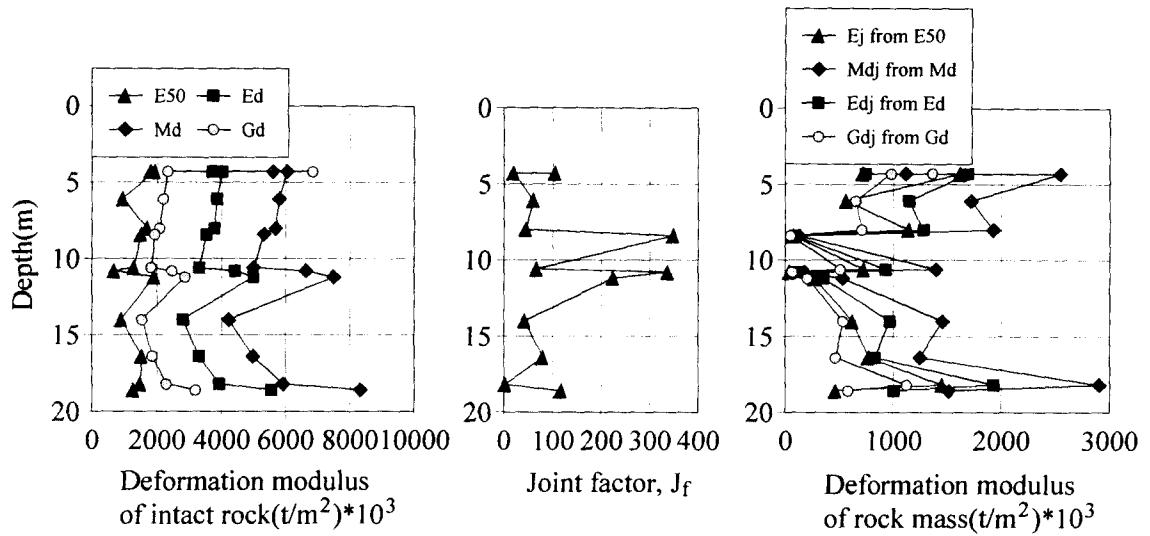 E50 Ed
Md Gd
0
5
10
15
20
Depth(m)
0 2000 4000 6000 8000 10000
Deformation modulus
of intact rock(t/m²)*10³
0
5
10
15
20
0 100 200 300 400
Joint factor, Jf
Ej from E50
Mdj from Md
Edj from Ed
Gdj from Gd
0
5
10
15
20
0 1000 2000 3000
Deformation modulus
of rock mass(t/m²)*10³